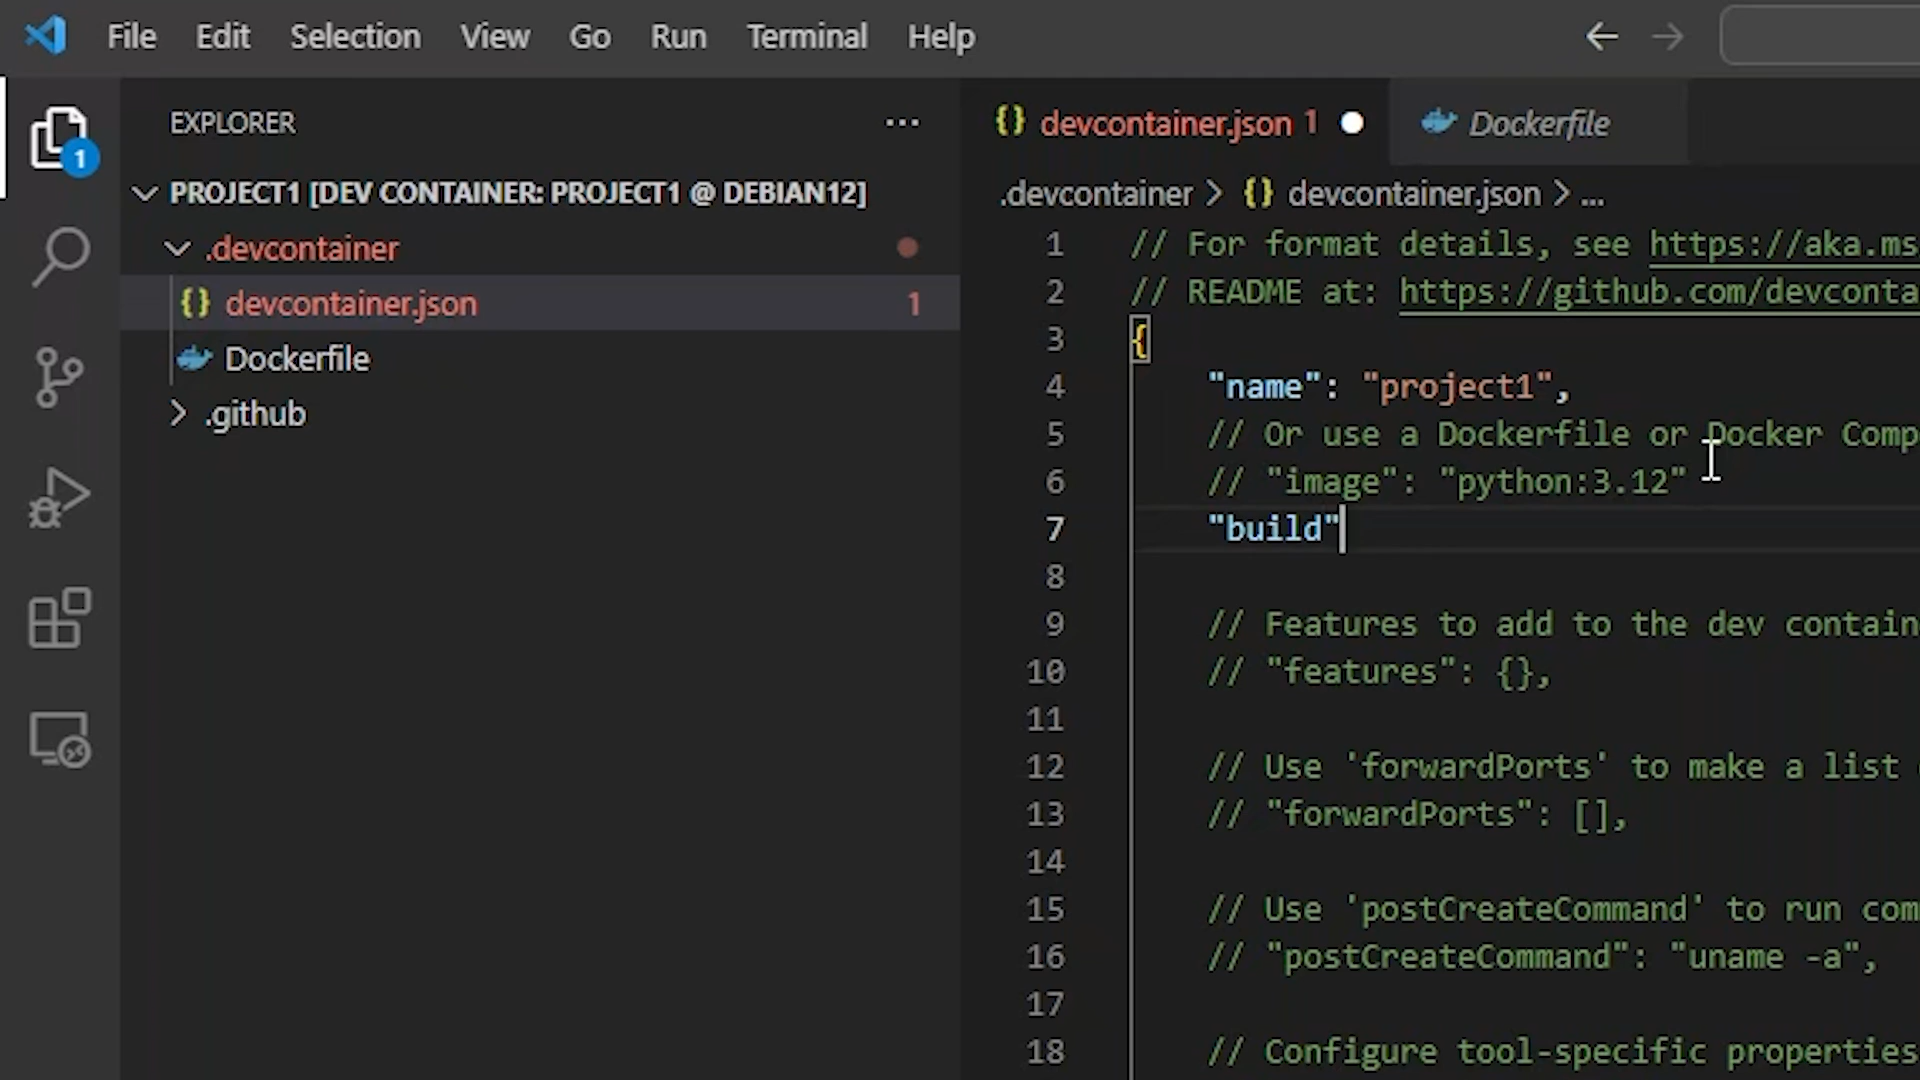 File Edit Selection View Go Run Terminal Help
EXPLORER ...
1
PROJECT1 [DEV CONTAINER: PROJECT1 @ DEBIAN12]
.devcontainer
{} devcontainer.json 1
Dockerfile
.github
{} devcontainer.json 1 Dockerfile
.devcontainer > {} devcontainer.json > ...
1 // For format details, see https://aka.ms
2 // README at: https://github.com/devconta
3 {
4 "name": "project1",
5 // Or use a Dockerfile or Docker Comp
6 // "image": "python:3.12"
7 "build"
8
9 // Features to add to the dev contain
10 // "features": {},
11
12 // Use 'forwardPorts' to make a list
13 // "forwardPorts": [],
14
15 // Use 'postCreateCommand' to run com
16 // "postCreateCommand": "uname -a",
17
18 // Configure tool-specific properties